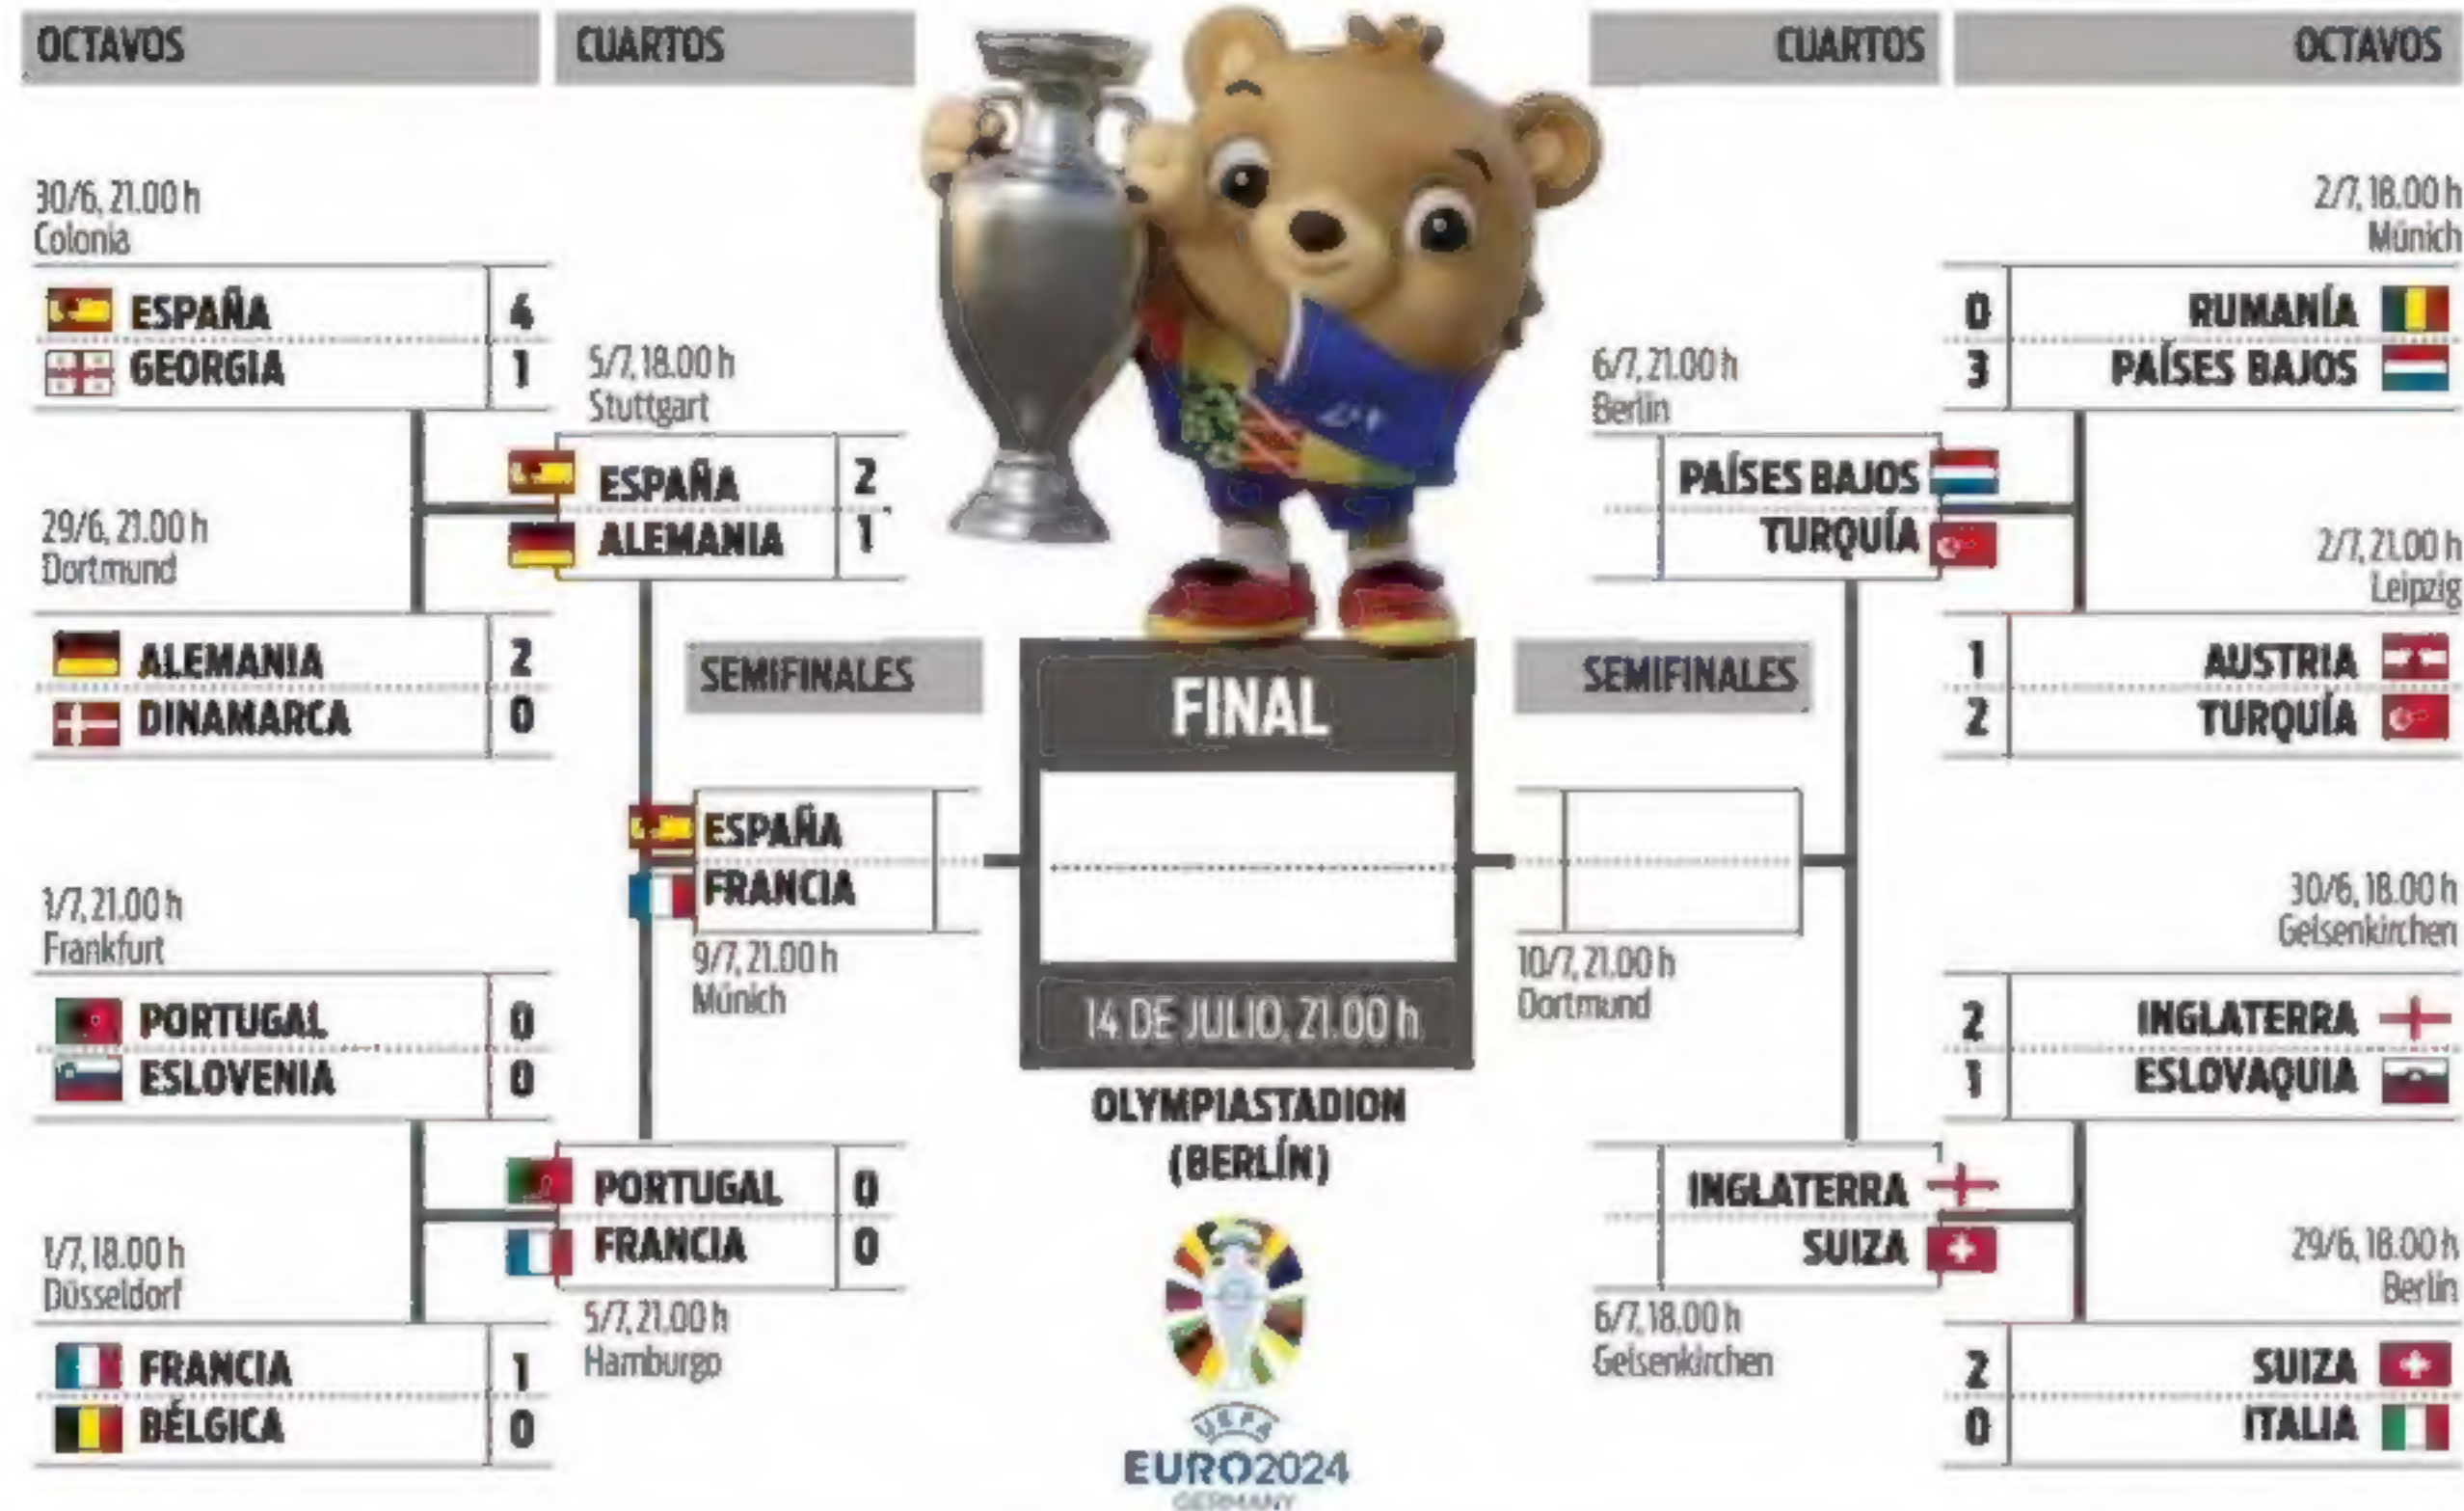 OCTAVOS
CUARTOS
CUARTOS
OCTAVOS
30/6, 21.00 h
Colonia
ESPAÑA 4
GEORGIA 1
29/6, 21.00 h
Dortmund
ALEMANIA 2
DINAMARCA 0
5/7, 18.00 h
Stuttgart
ESPAÑA 2
ALEMANIA 1
1/7, 21.00 h
Frankfurt
PORTUGAL 0
ESLOVENIA 0
1/7, 18.00 h
Düsseldorf
FRANCIA 1
BÉLGICA 0
PORTUGAL 0
FRANCIA 0
5/7, 21.00 h
Hamburgo
SEMIFINALES
ESPAÑA
FRANCIA
9/7, 21.00 h
Múnich
FINAL
14 DE JULIO, 21.00 h
OLYMPIASTADION
(BERLÍN)
UEFA
EURO2024
GERMANY
SEMIFINALES
10/7, 21.00 h
Dortmund
6/7, 21.00 h
Berlin
PAÍSES BAJOS
TURQUÍA
INGLATERRA
SUIZA
6/7, 18.00 h
Gelsenkirchen
2/7, 18.00 h
Múnich
0 RUMANÍA
3 PAÍSES BAJOS
2/7, 21.00 h
Leipzig
1 AUSTRIA
2 TURQUÍA
30/6, 18.00 h
Gelsenkirchen
2 INGLATERRA
1 ESLOVAQUIA
29/6, 18.00 h
Berlin
2 SUIZA
0 ITALIA